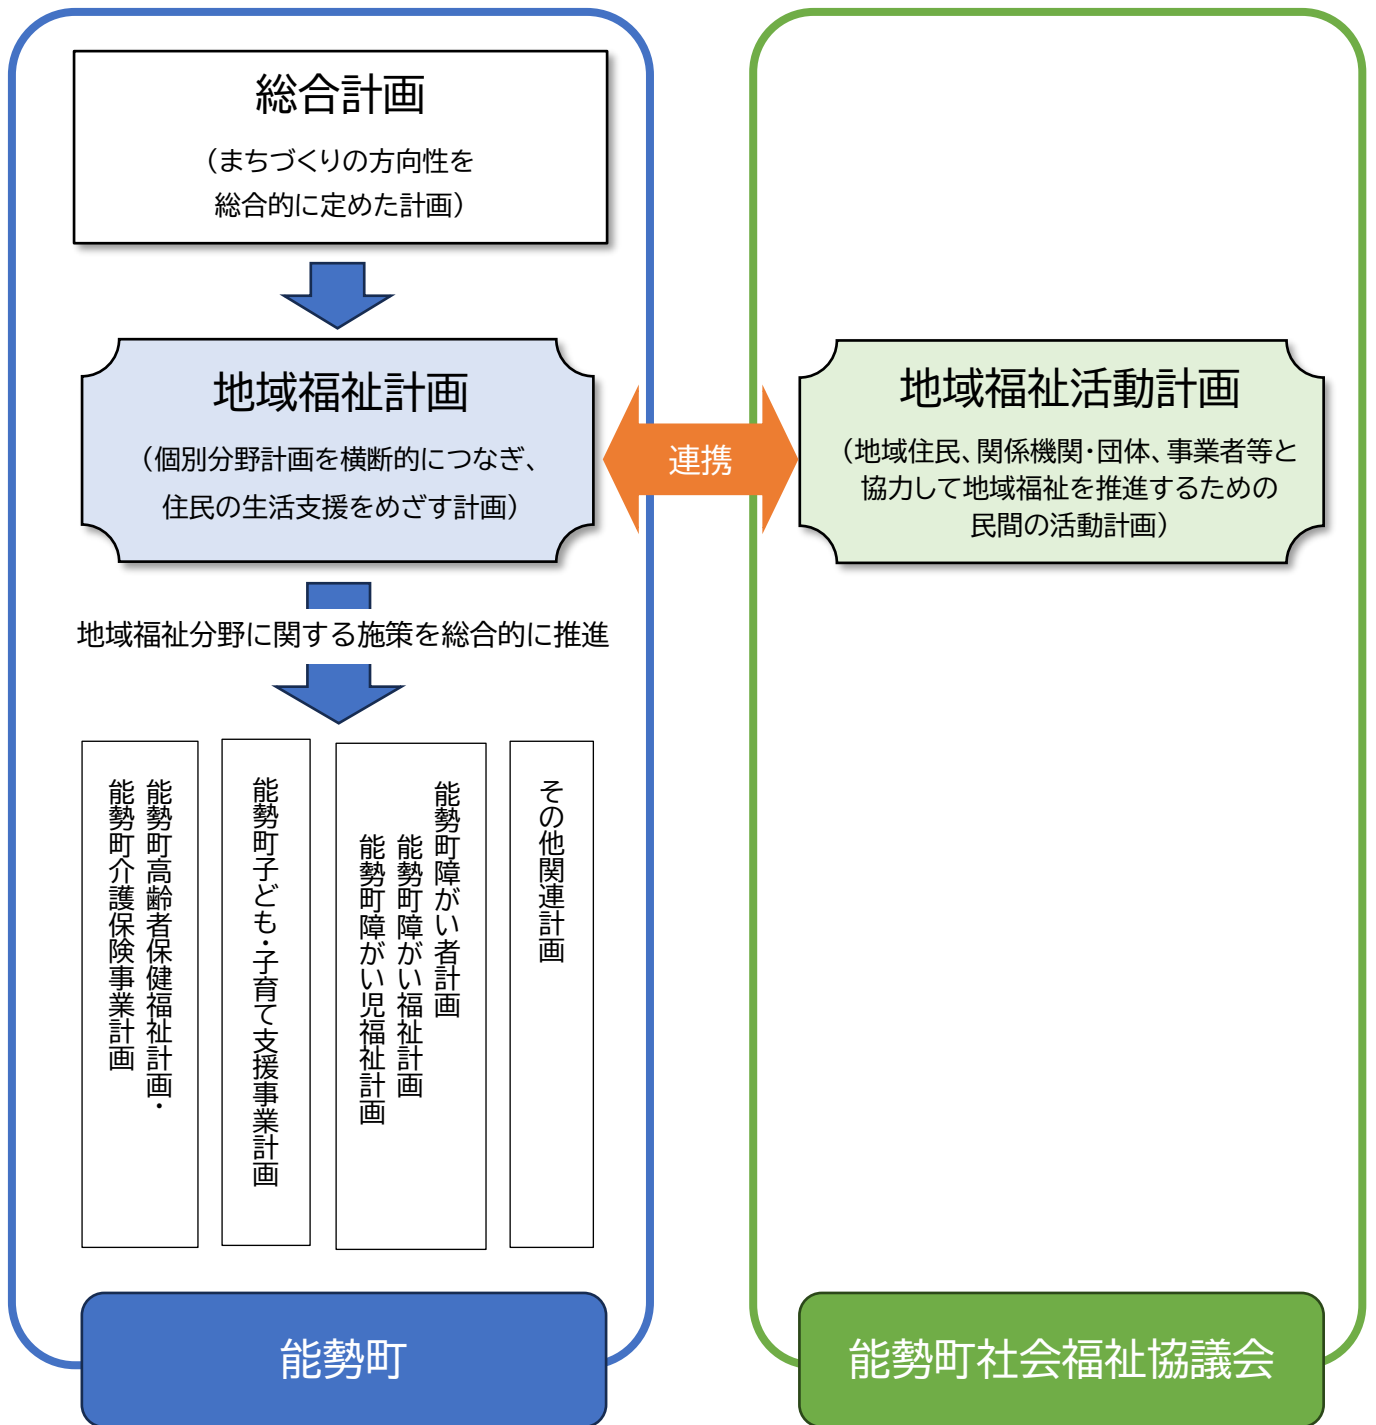 総合計画
（まちづくりの方向性を
総合的に定めた計画）
地域福祉計画
（個別分野計画を横断的につなぎ、
住民の生活支援をめざす計画）
連携
地域福祉活動計画
（地域住民、関係機関・団体、事業者等と
協力して地域福祉を推進するための
民間の活動計画）
地域福祉分野に関する施策を総合的に推進
能勢町高齢者保健福祉計画・
能勢町介護保険事業計画
能勢町子ども・子育て支援事業計画
能勢町障がい者計画
能勢町障がい福祉計画
能勢町障がい児福祉計画
その他関連計画
能勢町
能勢町社会福祉協議会